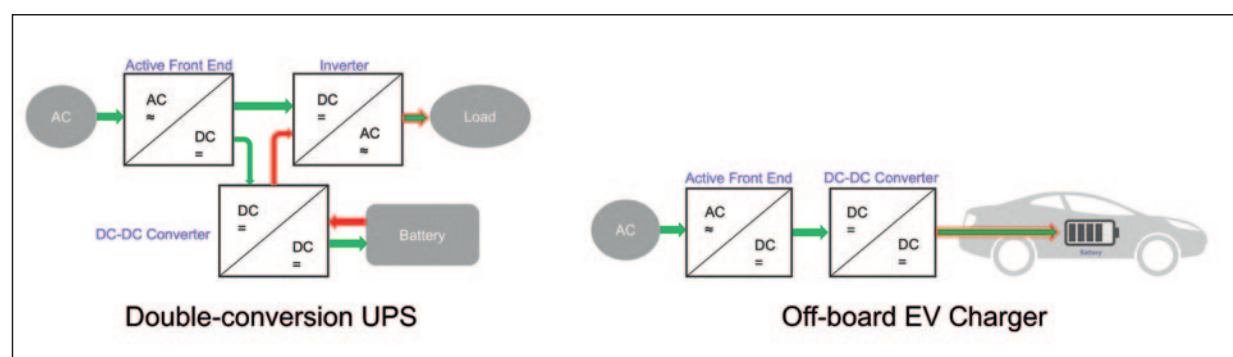 Active Front End
Inverter
AC
AC
≈
DC
=
DC
=
AC
≈
Load
DC-DC Converter
DC
=
DC
=
Battery
Double-conversion UPS
Active Front End
DC-DC Converter
AC
AC
≈
DC
=
DC
=
DC
=
Battery
Off-board EV Charger